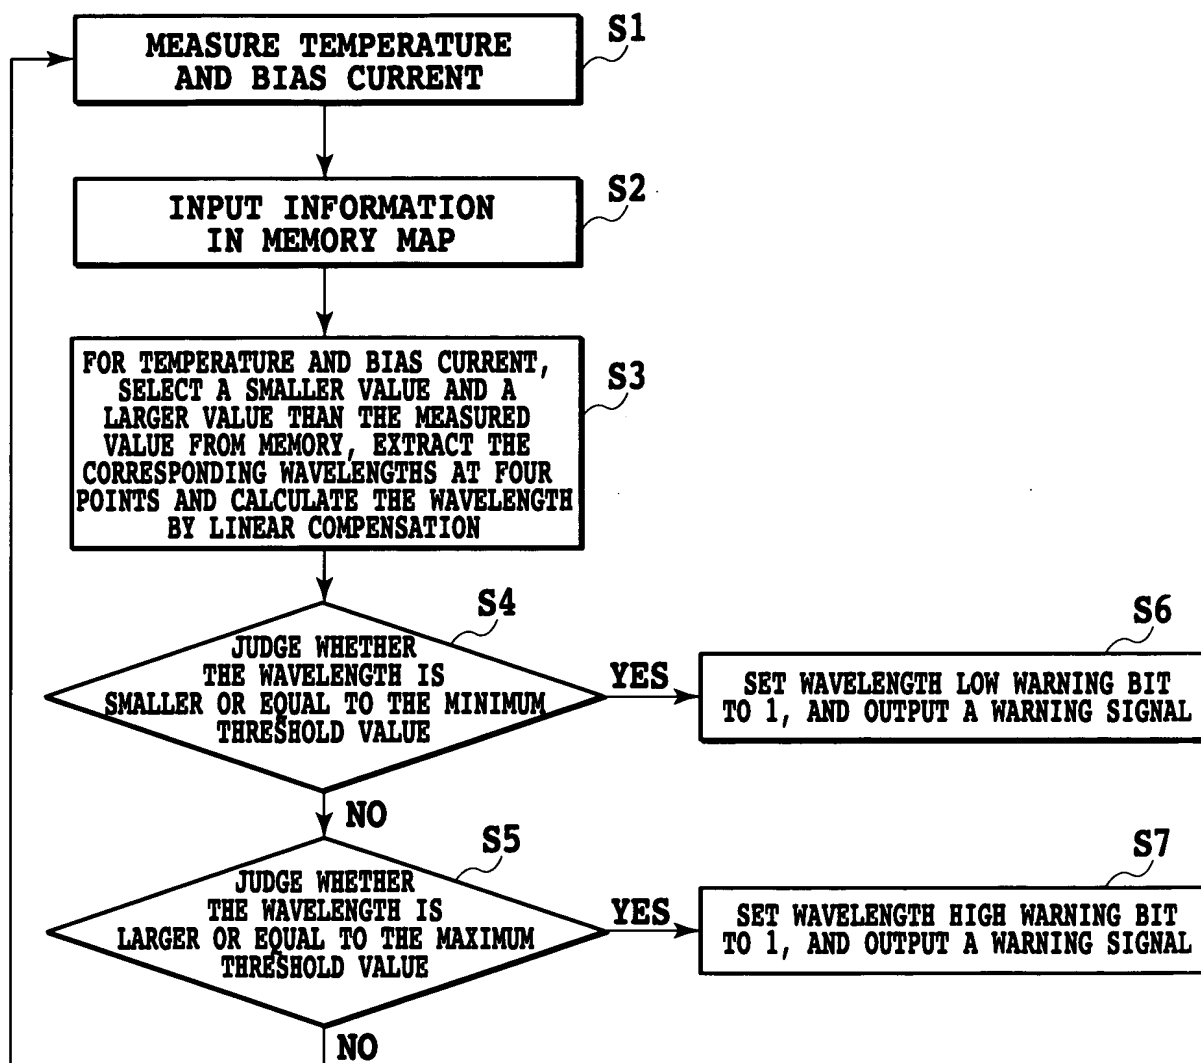 S1
MEASURE TEMPERATURE
AND BIAS CURRENT
S2
INPUT INFORMATION
IN MEMORY MAP
S3
FOR TEMPERATURE AND BIAS CURRENT,
SELECT A SMALLER VALUE AND A
LARGER VALUE THAN THE MEASURED
VALUE FROM MEMORY, EXTRACT THE
CORRESPONDING WAVELENGTHS AT FOUR
POINTS AND CALCULATE THE WAVELENGTH
BY LINEAR COMPENSATION
S4
JUDGE WHETHER
THE WAVELENGTH IS
SMALLER OR EQUAL TO THE MINIMUM
THRESHOLD VALUE
YES
S6
SET WAVELENGTH LOW WARNING BIT
TO 1, AND OUTPUT A WARNING SIGNAL
NO
S5
JUDGE WHETHER
THE WAVELENGTH IS
LARGER OR EQUAL TO THE MAXIMUM
THRESHOLD VALUE
YES
S7
SET WAVELENGTH HIGH WARNING BIT
TO 1, AND OUTPUT A WARNING SIGNAL
NO